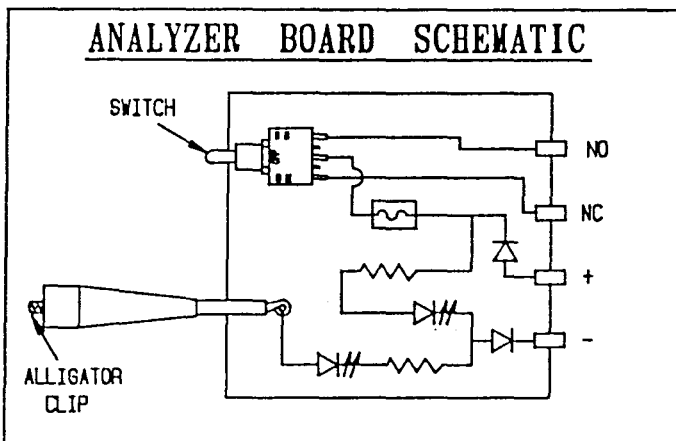 ANALYZER BOARD SCHEMATIC
SWITCH
NO
NC
+
-
ALLIGATOR
CLIP